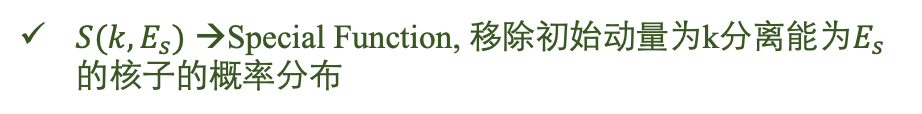 ✓ S(k, Eₛ) →Special Function, 移除初始动量为k分离能为Eₛ
的核子的概率分布